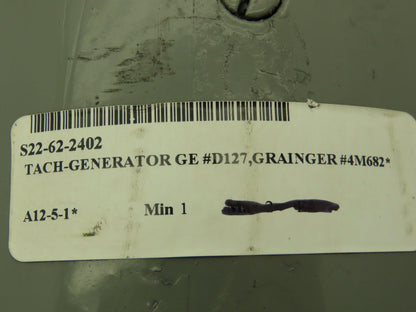 S22-62-2402
TACH-GENERATOR GE #D127,GRAINGER #4M682*
A12-5-1* Min 1